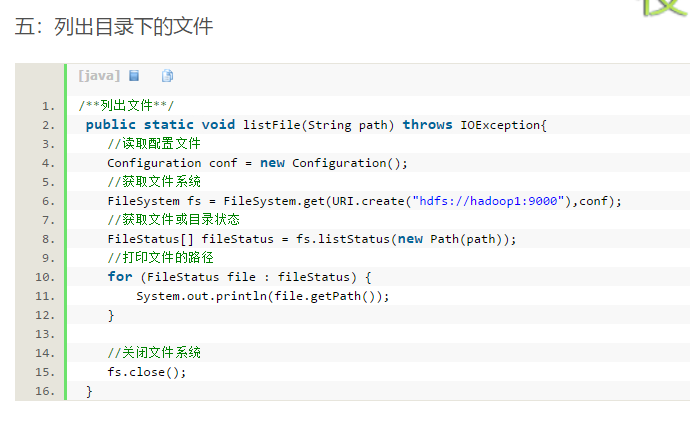 五：列出目录下的文件
[java]
1. /**列出文件**/
2. public static void listFile(String path) throws IOException{
3. //读取配置文件
4. Configuration conf = new Configuration();
5. //获取文件系统
6. FileSystem fs = FileSystem.get(URI.create("hdfs://hadoop1:9000"),conf);
7. //获取文件或目录状态
8. FileStatus[] fileStatus = fs.listStatus(new Path(path));
9. //打印文件的路径
10. for (FileStatus file : fileStatus) {
11. System.out.println(file.getPath());
12. }
13.
14. //关闭文件系统
15. fs.close();
16. }